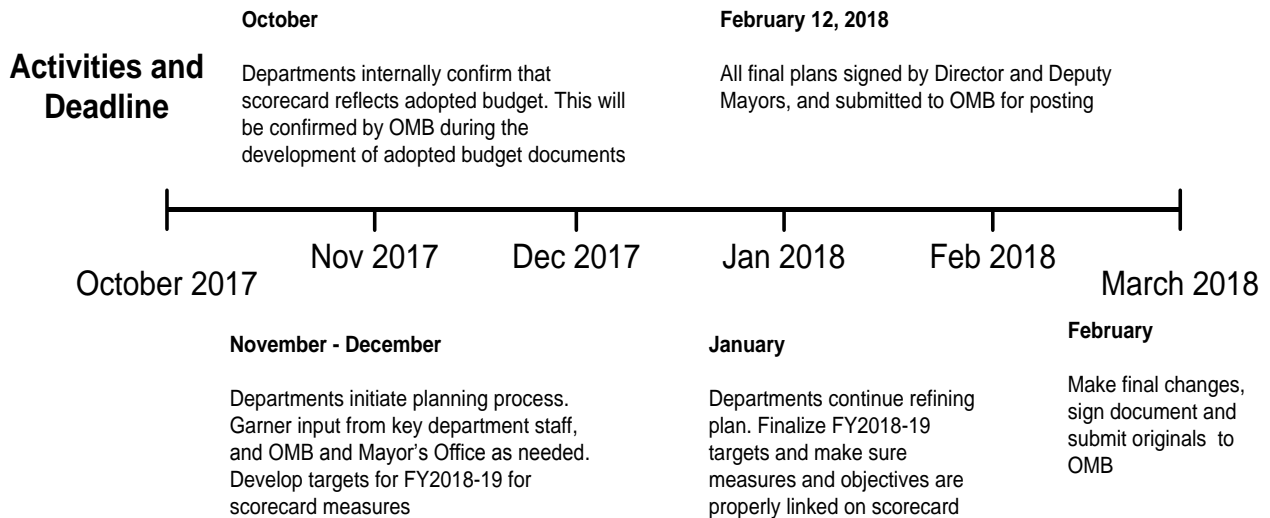 Activities and
Deadline
October
Departments internally confirm that
scorecard reflects adopted budget. This will
be confirmed by OMB during the
development of adopted budget documents
February 12, 2018
All final plans signed by Director and Deputy
Mayors, and submitted to OMB for posting
October 2017
Nov 2017
Dec 2017
Jan 2018
Feb 2018
March 2018
November - December
Departments initiate planning process.
Garner input from key department staff,
and OMB and Mayor’s Office as needed.
Develop targets for FY2018-19 for
scorecard measures
January
Departments continue refining
plan. Finalize FY2018-19
targets and make sure
measures and objectives are
properly linked on scorecard
February
Make final changes,
sign document and
submit originals  to
OMB